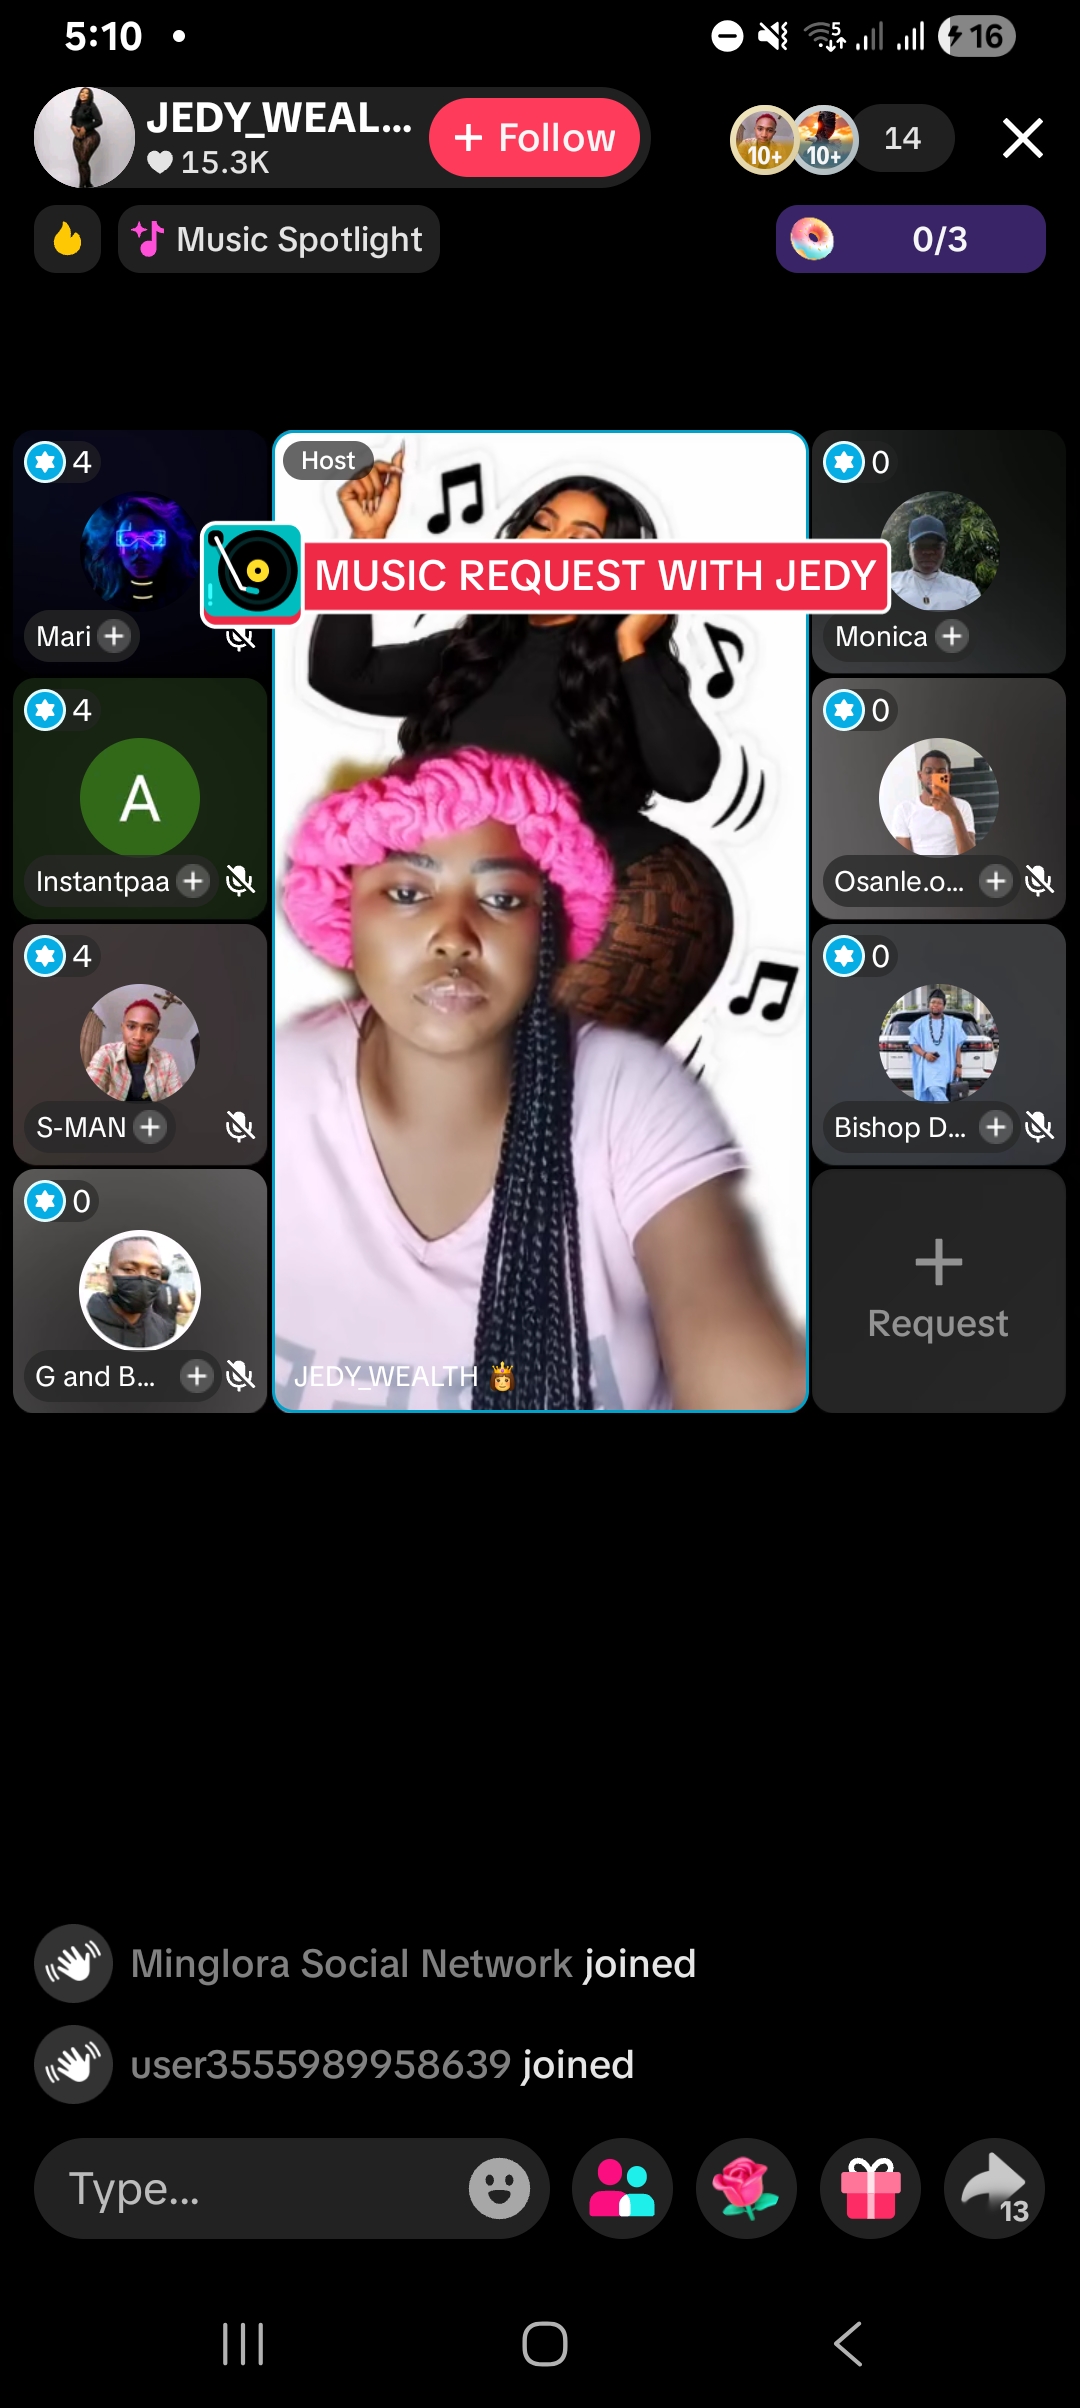 5:10
5
16
JEDY_WEAL...
15.3K
+ Follow
10+
10+
14
Music Spotlight
0/3
4
Host
0
MUSIC REQUEST WITH JEDY
Mari
Monica
4
0
A
Instantpaa
Osanle.o...
4
0
S-MAN
Bishop D...
0
Request
G and B...
JEDY_WEALTH 👸
Minglora Social Network joined
user3555989958639 joined
Type...
13